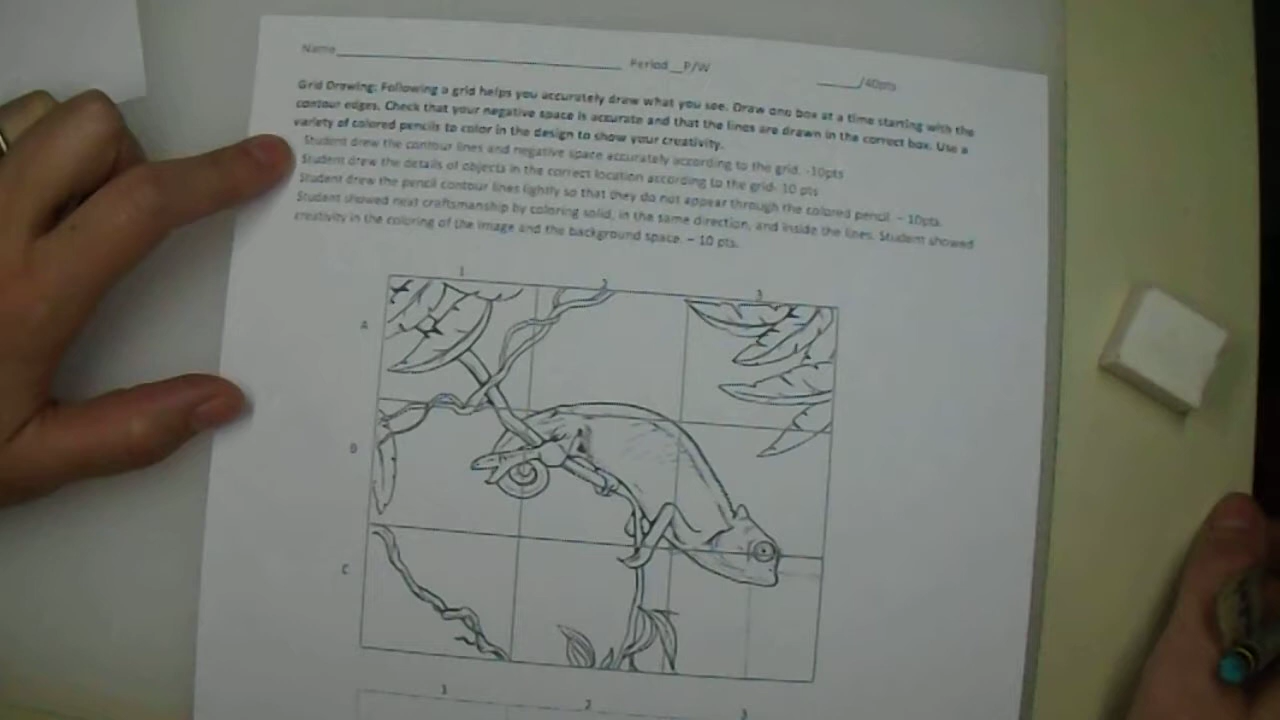 Name____________________ Period __P/W _____/40pts
Grid Drawing: Following a grid helps you accurately draw what you see. Draw one box at a time starting with the
contour edges. Check that your negative space is accurate and that the lines are drawn in the correct box. Use a
variety of colored pencils to color in the design to show your creativity.
Student drew the contour lines and negative space accurately according to the grid. -10pts
Student drew the details of objects in the correct location according to the grid- 10 pts
Student drew the pencil contour lines lightly so that they do not appear through the colored pencil. – 10pts.
Student showed neat craftsmanship by coloring solid, in the same direction, and inside the lines. Student showed
creativity in the coloring of the image and the background space. – 10 pts.
1 2 3
A
B
C
1 2 3